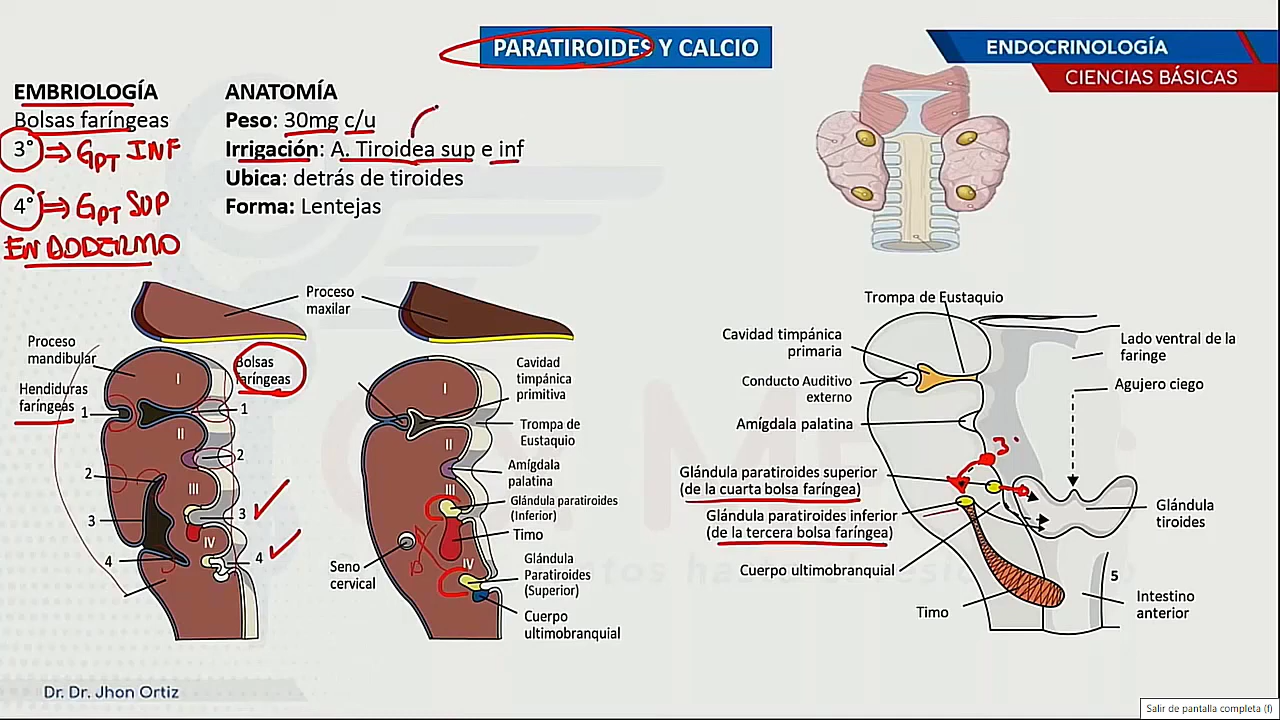 PARATIROIDES Y CALCIO
ENDOCRINOLOGÍA
CIENCIAS BÁSICAS
EMBRIOLOGÍA
Bolsas faríngeas
3° ⇒ GPT INF
4° ⇒ GPT SUP
ENDODERMO
ANATOMÍA
Peso: 30mg c/u
Irrigación: A. Tiroidea sup e inf
Ubica: detrás de tiroides
Forma: Lentejas
Proceso
maxilar
Proceso
mandibular
Hendiduras
faríngeas
Bolsas
faríngeas
I
II
III
IV
1
2
3
4
1
2
3
4
I
II
III
IV
Cavidad
timpánica
primitiva
Trompa de
Eustaquio
Amígdala
palatina
Glándula paratiroides
(Inferior)
Timo
Glándula
Paratiroides
(Superior)
Cuerpo
ultimobranquial
Seno
cervical
Trompa de Eustaquio
Cavidad timpánica
primaria
Conducto Auditivo
externo
Amígdala palatina
3°
Glándula paratiroides superior
(de la cuarta bolsa faríngea)
Glándula paratiroides inferior
(de la tercera bolsa faríngea)
Cuerpo ultimobranquial
Timo
Lado ventral de la
faringe
Agujero ciego
Glándula
tiroides
5
Intestino
anterior
Dr. Dr. Jhon Ortiz
Salir de pantalla completa (f)